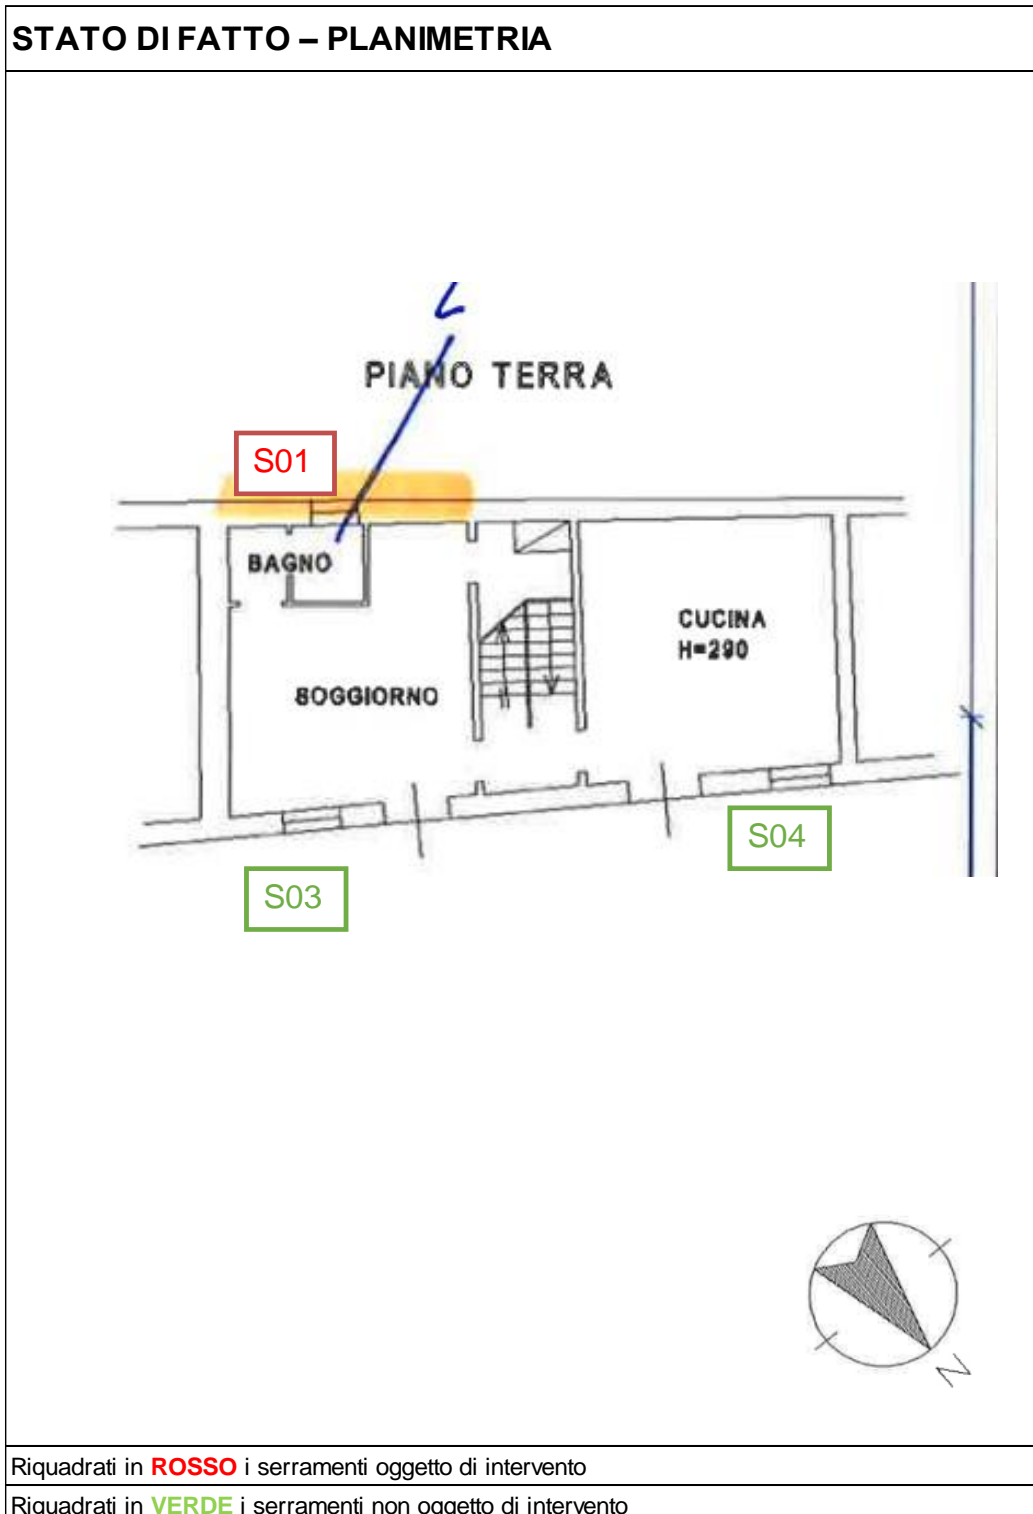 STATO DI FATTO – PLANIMETRIA
PIANO TERRA
S01
BAGNO
CUCINA
H=290
SOGGIORNO
S04
S03
N
Riquadrati in ROSSO i serramenti oggetto di intervento
Riquadrati in VERDE i serramenti non oggetto di intervento